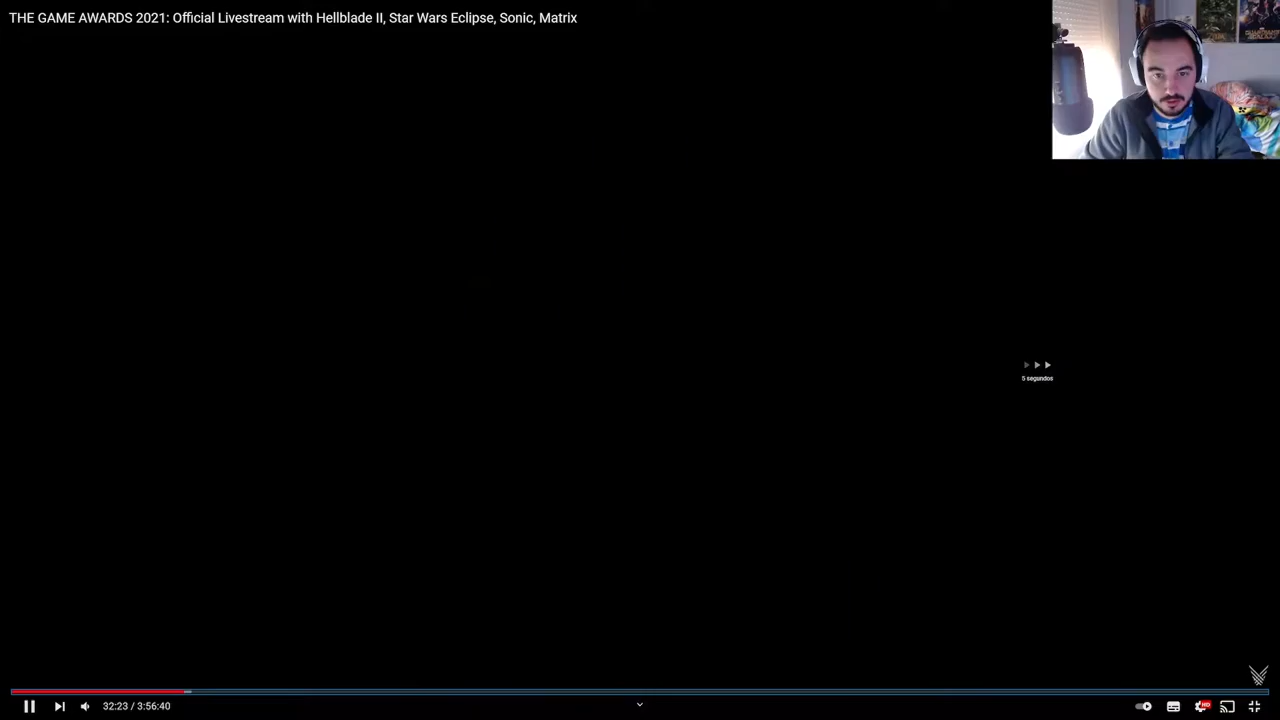 THE GAME AWARDS 2021: Official Livestream with Hellblade II, Star Wars Eclipse, Sonic, Matrix
5 segundos
32:23 / 3:56:40
HD